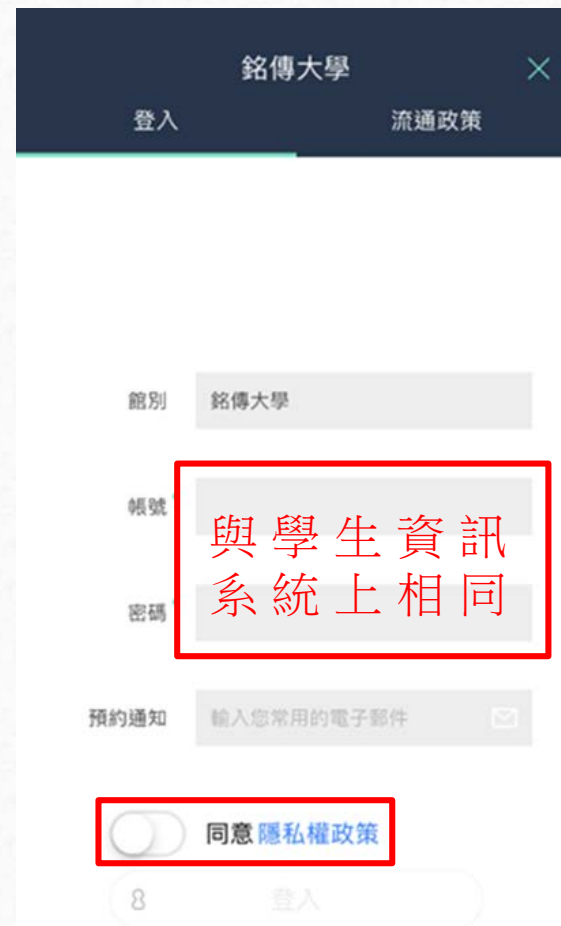 銘傳大學
登入 流通政策
館別 銘傳大學
帳號
與學生資訊
系統上相同
密碼
預約通知 輸入您常用的電子郵件
同意隱私權政策
登入